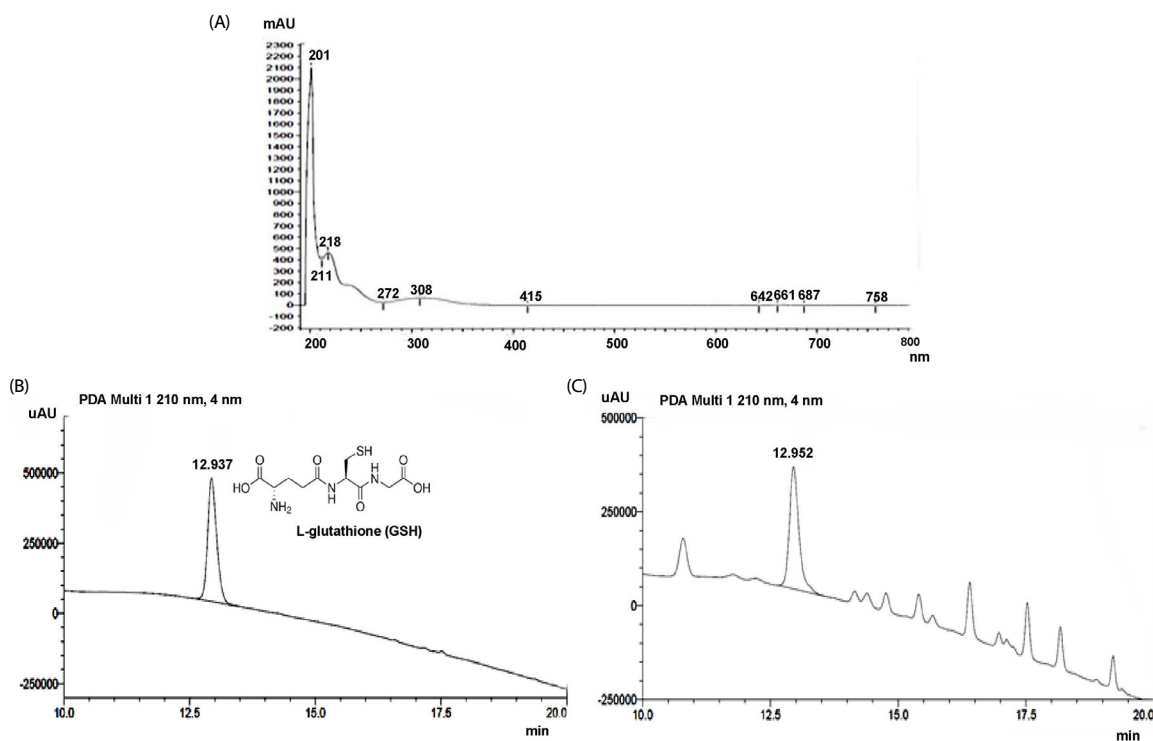 (A)
mAU
2300
2200
2100
2000
1900
1800
1700
1600
1500
1400
1300
1200
1100
1000
900
800
700
600
500
400
300
200
100
0
-100
-200
201
218
211
272
308
415
642
661
687
758
200
300
400
500
600
700
800
nm
(B)
PDA Multi 1 210 nm, 4 nm
uAU
500000
250000
0
-250000
12.937
SH
O
O
O
HO
N
H
HN
OH
NH2
O
L-glutathione (GSH)
10.0
12.5
15.0
17.5
20.0
min
(C)
PDA Multi 1 210 nm, 4 nm
uAU
500000
250000
0
-250000
12.952
10.0
12.5
15.0
17.5
20.0
min